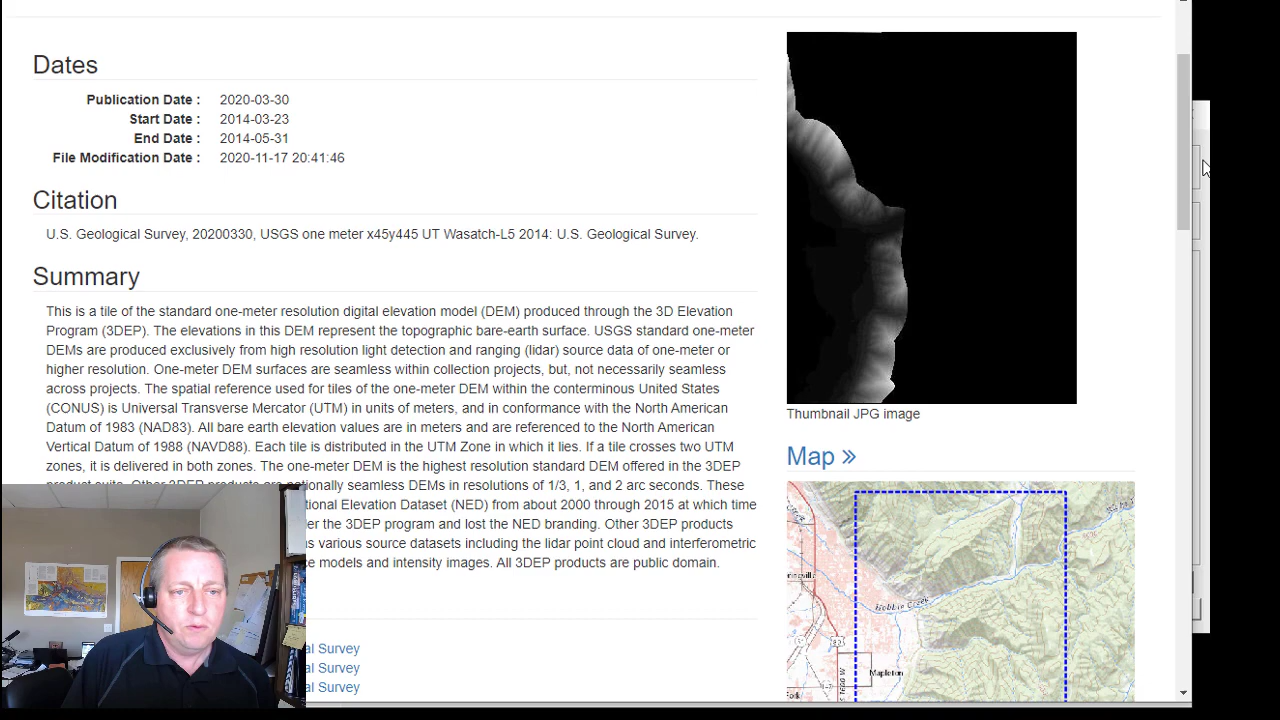 Dates
Publication Date : 2020-03-30
Start Date : 2014-03-23
End Date : 2014-05-31
File Modification Date : 2020-11-17 20:41:46
Citation
U.S. Geological Survey, 20200330, USGS one meter x45y445 UT Wasatch-L5 2014: U.S. Geological Survey.
Summary
This is a tile of the standard one-meter resolution digital elevation model (DEM) produced through the 3D Elevation
Program (3DEP). The elevations in this DEM represent the topographic bare-earth surface. USGS standard one-meter
DEMs are produced exclusively from high resolution light detection and ranging (lidar) source data of one-meter or
higher resolution. One-meter DEM surfaces are seamless within collection projects, but, not necessarily seamless
across projects. The spatial reference used for tiles of the one-meter DEM within the conterminous United States
(CONUS) is Universal Transverse Mercator (UTM) in units of meters, and in conformance with the North American
Datum of 1983 (NAD83). All bare earth elevation values are in meters and are referenced to the North American
Vertical Datum of 1988 (NAVD88). Each tile is distributed in the UTM Zone in which it lies. If a tile crosses two UTM
zones, it is delivered in both zones. The one-meter DEM is the highest resolution standard DEM offered in the 3DEP
seamless DEMs in resolutions of 1/3, 1, and 2 arc seconds. These
Elevation Dataset (NED) from about 2000 through 2015 at which time
the 3DEP program and lost the NED branding. Other 3DEP products
various source datasets including the lidar point cloud and interferometric
models and intensity images. All 3DEP products are public domain.
al Survey
al Survey
al Survey
Thumbnail JPG image
Map »
Hobble Creek
Mapleton